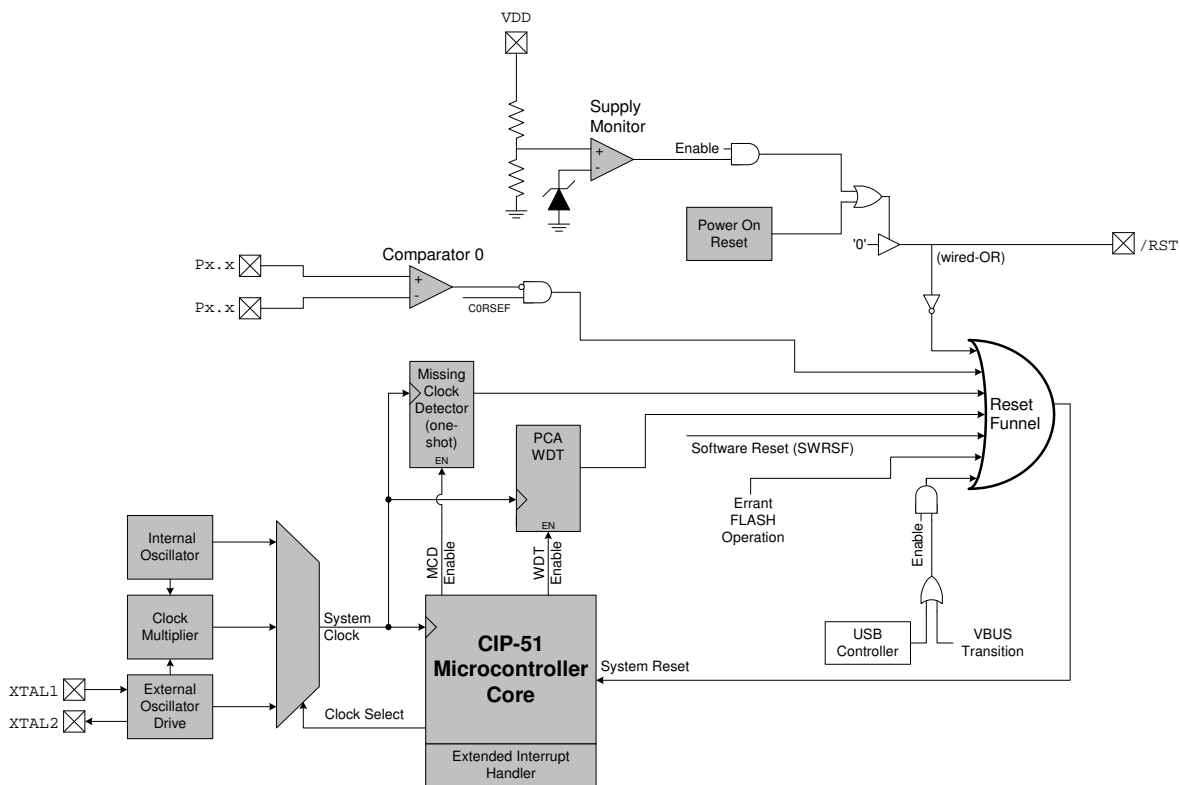 VDD
Supply
Monitor
+
-
Enable
Power On
Reset
'0'
(wired-OR)
/RST
Px.x
Px.x
Comparator 0
+
-
C0RSEF
Missing
Clock
Detector
(one-
shot)
EN
PCA
WDT
EN
Reset
Funnel
Software Reset (SWRSF)
Errant
FLASH
Operation
Enable
USB
Controller
VBUS
Transition
Internal
Oscillator
Clock
Multiplier
External
Oscillator
Drive
XTAL1
XTAL2
System
Clock
MCD
Enable
WDT
Enable
CIP-51
Microcontroller
Core
System Reset
Clock Select
Extended Interrupt
Handler